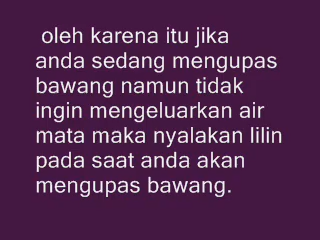 oleh karena itu jika
anda sedang mengupas
bawang namun tidak
ingin mengeluarkan air
mata maka nyalakan lilin
pada saat anda akan
mengupas bawang.